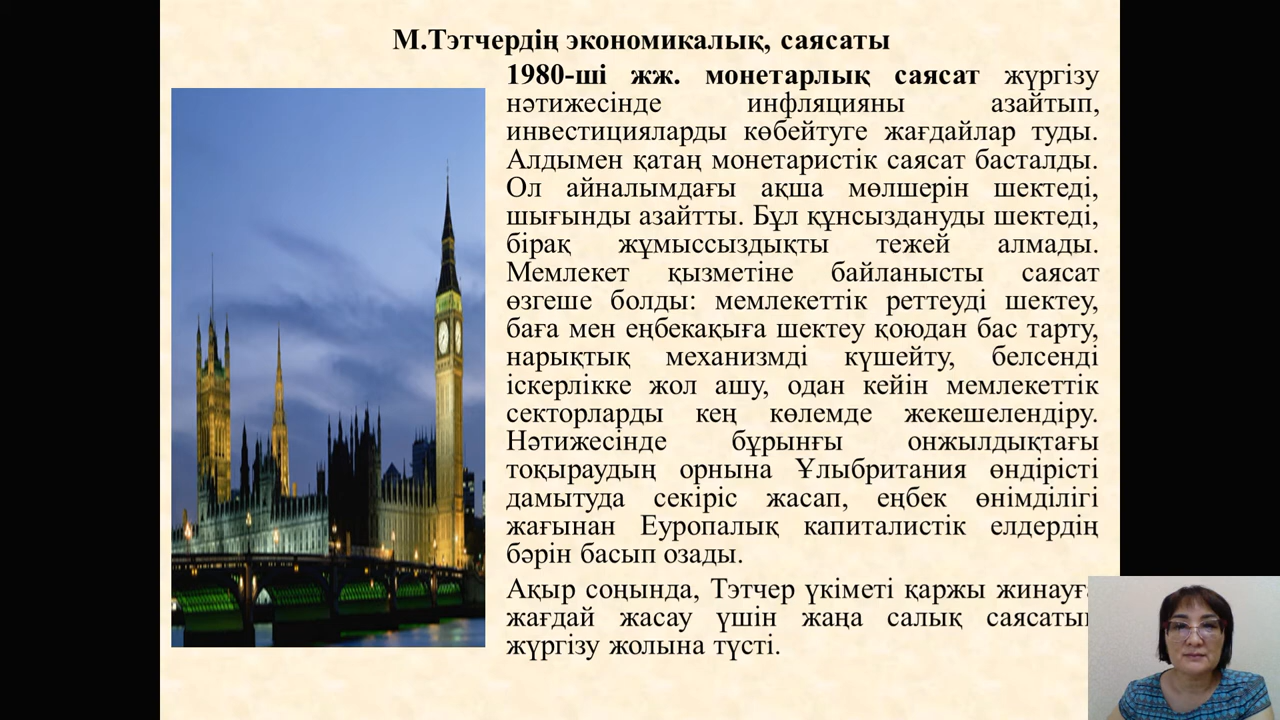 М.Тэтчердің экономикалық, саясаты
1980-ші жж. монетарлық саясат жүргізу
нәтижесінде инфляцияны азайтып,
инвестицияларды көбейтуге жағдайлар туды.
Алдымен қатаң монетаристік саясат басталды.
Ол айналымдағы ақша мөлшерін шектеді,
шығынды азайтты. Бұл құнсыздануды шектеді,
бірақ жұмыссыздықты тежей алмады.
Мемлекет қызметіне байланысты саясат
өзгеше болды: мемлекеттік реттеуді шектеу,
баға мен еңбекақыға шектеу қоюдан бас тарту,
нарықтық механизмді күшейту, белсенді
іскерлікке жол ашу, одан кейін мемлекеттік
секторларды кең көлемде жекешелендіру.
Нәтижесінде бұрынғы онжылдықтағы
тоқыраудың орнына Ұлыбритания өндірісті
дамытуда секіріс жасап, еңбек өнімділігі
жағынан Еуропалық капиталистік елдердің
бәрін басып озады.
Ақыр соңында, Тэтчер үкіметі қаржы жинауға
жағдай жасау үшін жаңа салық саясатын
жүргізу жолына түсті.